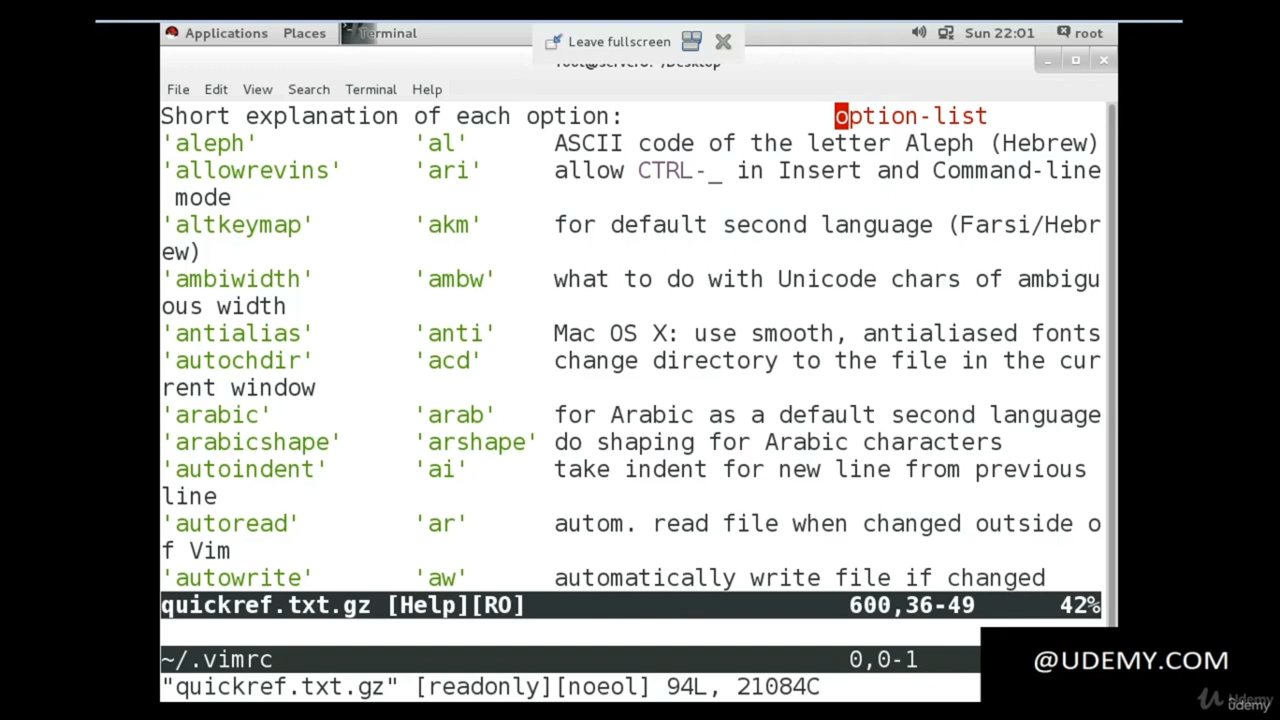 Applications Places Terminal Leave fullscreen Sun 22:01 root
root@server0:~/Desktop
File Edit View Search Terminal Help
Short explanation of each option: option-list
'aleph' 'al' ASCII code of the letter Aleph (Hebrew)
'allowrevins' 'ari' allow CTRL-_ in Insert and Command-line
mode
'altkeymap' 'akm' for default second language (Farsi/Hebr
ew)
'ambiwidth' 'ambw' what to do with Unicode chars of ambigu
ous width
'antialias' 'anti' Mac OS X: use smooth, antialiased fonts
'autochdir' 'acd' change directory to the file in the cur
rent window
'arabic' 'arab' for Arabic as a default second language
'arabicshape' 'arshape' do shaping for Arabic characters
'autoindent' 'ai' take indent for new line from previous
line
'autoread' 'ar' autom. read file when changed outside o
f Vim
'autowrite' 'aw' automatically write file if changed
quickref.txt.gz [Help][RO] 600,36-49 42%
~/.vimrc 0,0-1
@UDEMY.COM
"quickref.txt.gz" [readonly][noeol] 94L, 21084C
udemy